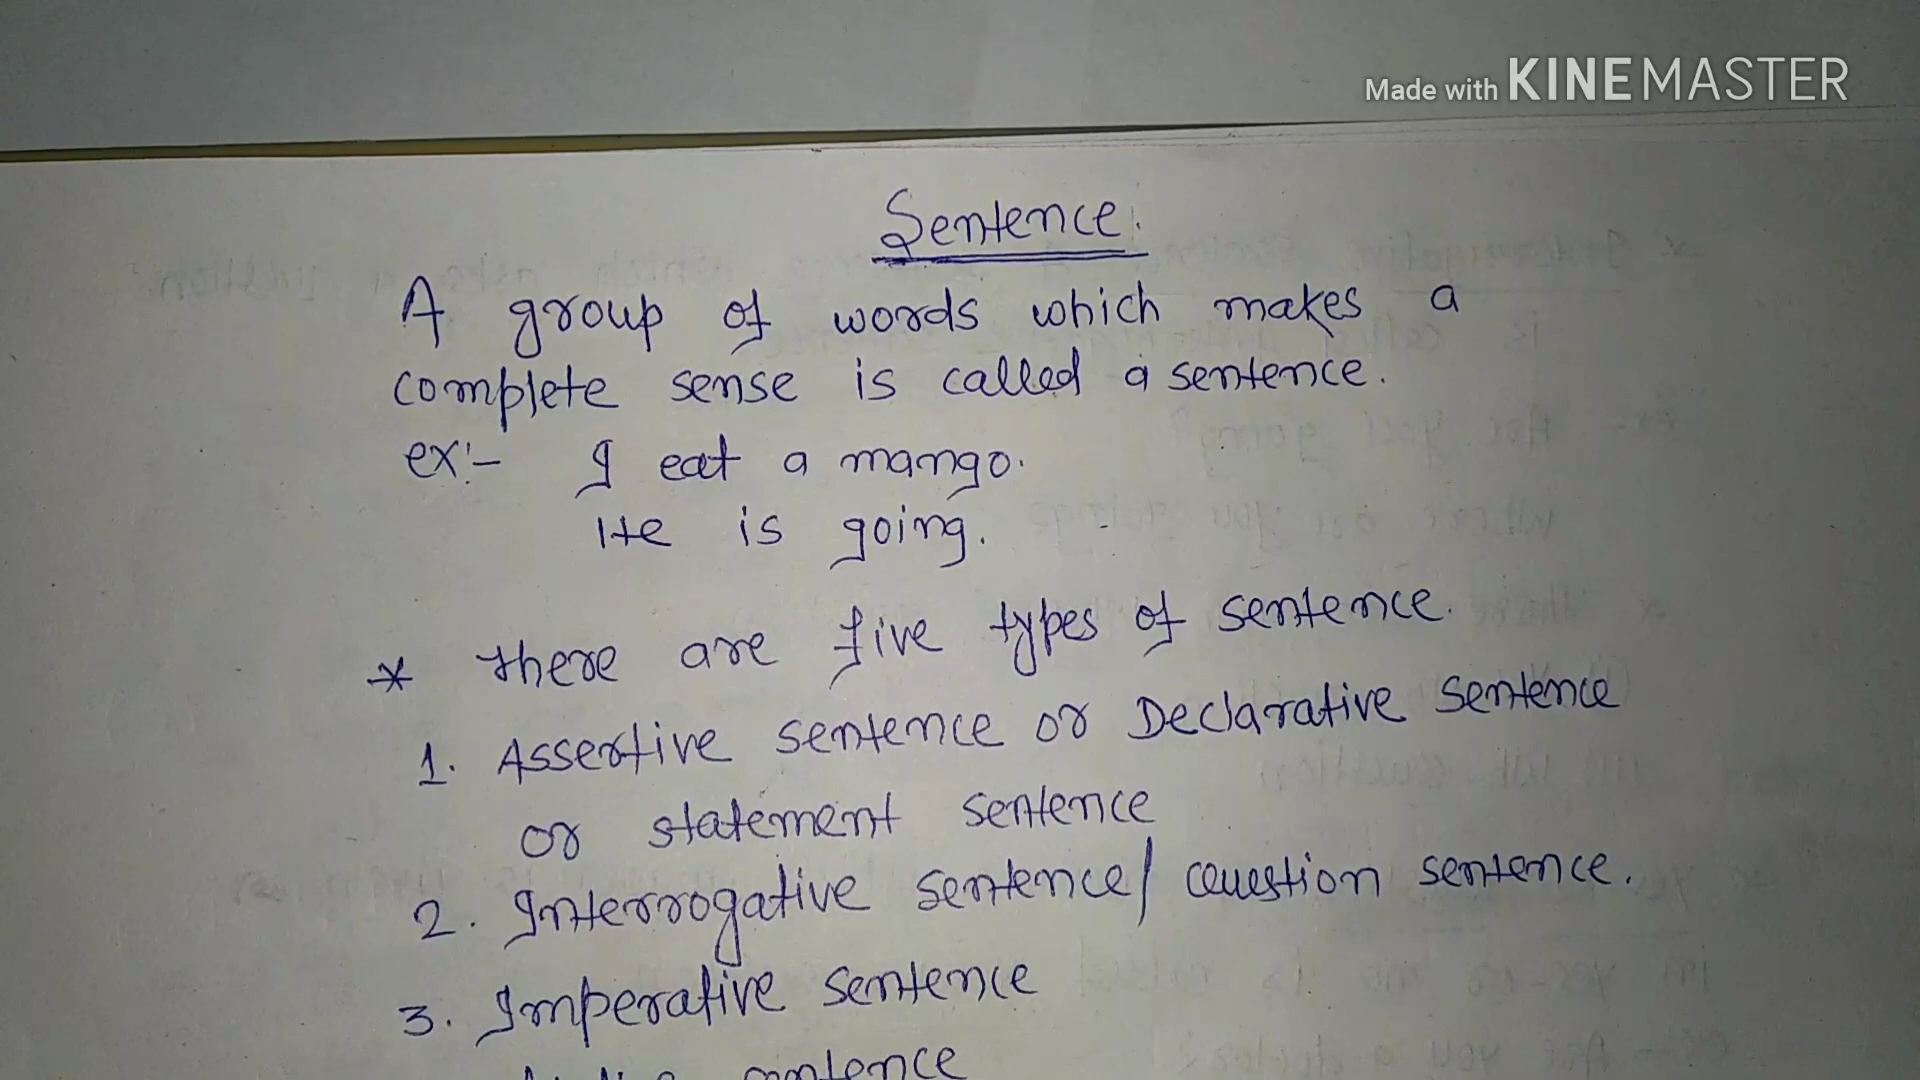 Made with KINEMASTER
Sentence.
A group of words which makes a
complete sense is called a sentence.
ex:- I eat a mango.
He is going.
* There are five types of sentence.
1. Assertive sentence or Declarative sentence
or statement sentence
2. Interrogative sentence/ Question sentence.
3. Imperative sentence
sentence